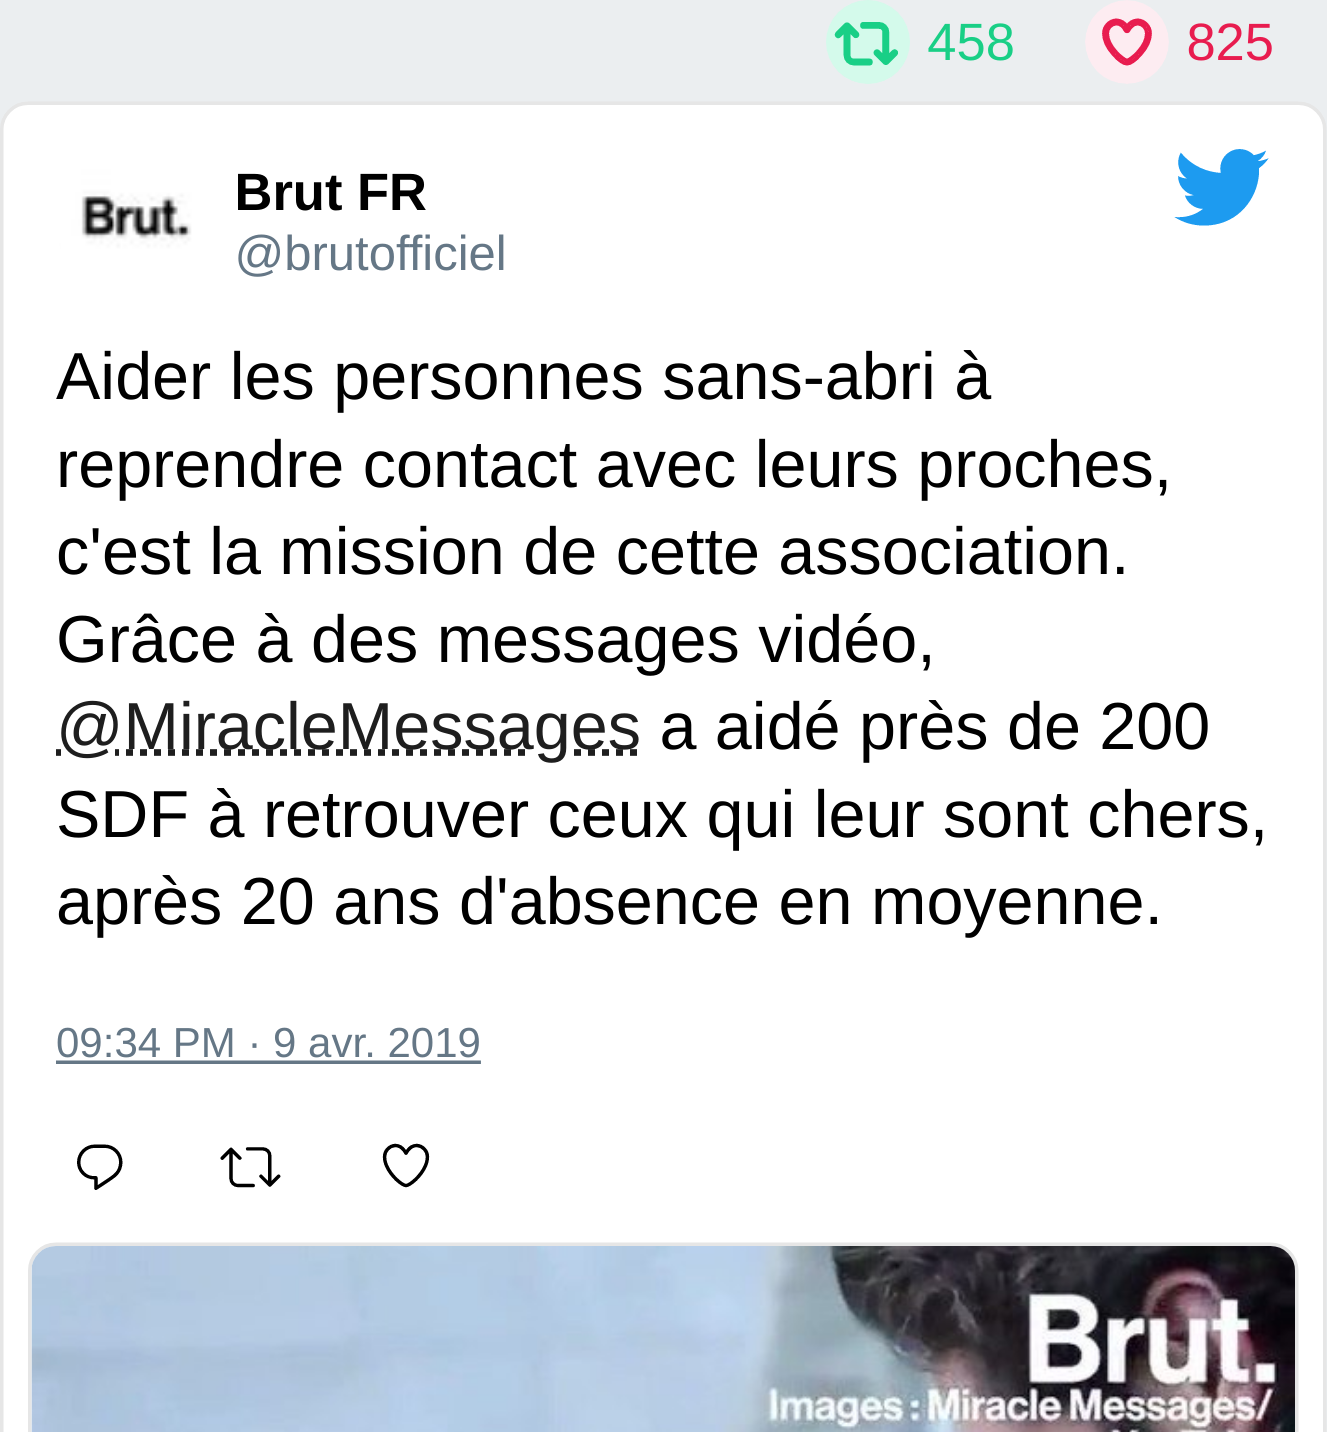 458 825
Brut.
Brut FR
@brutofficiel
Aider les personnes sans-abri à
reprendre contact avec leurs proches,
c'est la mission de cette association.
Grâce à des messages vidéo,
@MiracleMessages a aidé près de 200
SDF à retrouver ceux qui leur sont chers,
après 20 ans d'absence en moyenne.
09:34 PM · 9 avr. 2019
Brut.
Images : Miracle Messages/